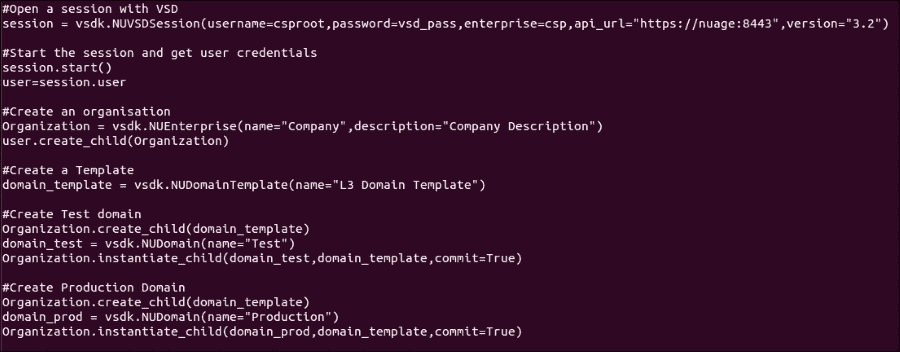 #Open a session with VSD
session = vsdk.NUVSDSession(username=csproot,password=vsd_pass,enterprise=csp,api_url="https://nuage:8443",version="3.2")
#Start the session and get user credentials
session.start()
user=session.user
#Create an organisation
Organization = vsdk.NUEnterprise(name="Company",description="Company Description")
user.create_child(Organization)
#Create a Template
domain_template = vsdk.NUDomainTemplate(name="L3 Domain Template")
#Create Test domain
Organization.create_child(domain_template)
domain_test = vsdk.NUDomain(name="Test")
Organization.instantiate_child(domain_test,domain_template,commit=True)
#Create Production Domain
Organization.create_child(domain_template)
domain_prod = vsdk.NUDomain(name="Production")
Organization.instantiate_child(domain_prod,domain_template,commit=True)